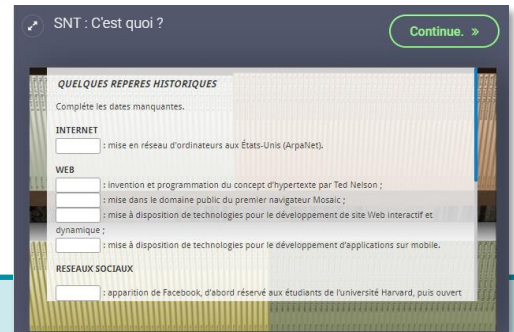 SNT : C'est quoi ?
Continue. »
QUELQUES REPERES HISTORIQUES
Compléte les dates manquantes.
INTERNET
: mise en réseau d'ordinateurs aux États-Unis (ArpaNet).
WEB
: invention et programmation du concept d'hypertexte par Ted Nelson ;
: mise dans le domaine public du premier navigateur Mosaic ;
: mise à disposition de technologies pour le développement de site Web interactif et
dynamique ;
: mise à disposition de technologies pour le développement d'applications sur mobile.
RESEAUX SOCIAUX
: apparition de Facebook, d'abord réservé aux étudiants de l'université Harvard, puis ouvert